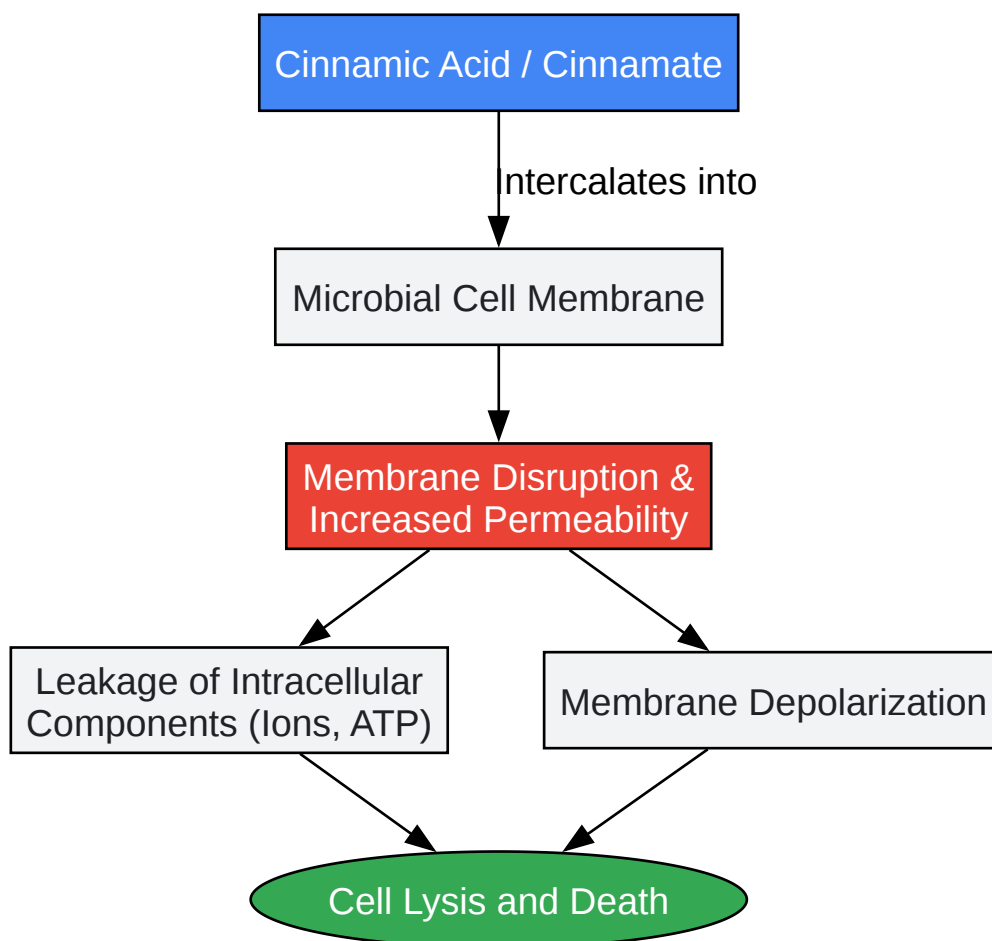 Cinnamic Acid / Cinnamate
Intercalates into
Microbial Cell Membrane
Membrane Disruption &
Increased Permeability
Leakage of Intracellular
Components (Ions, ATP)
Membrane Depolarization
Cell Lysis and Death